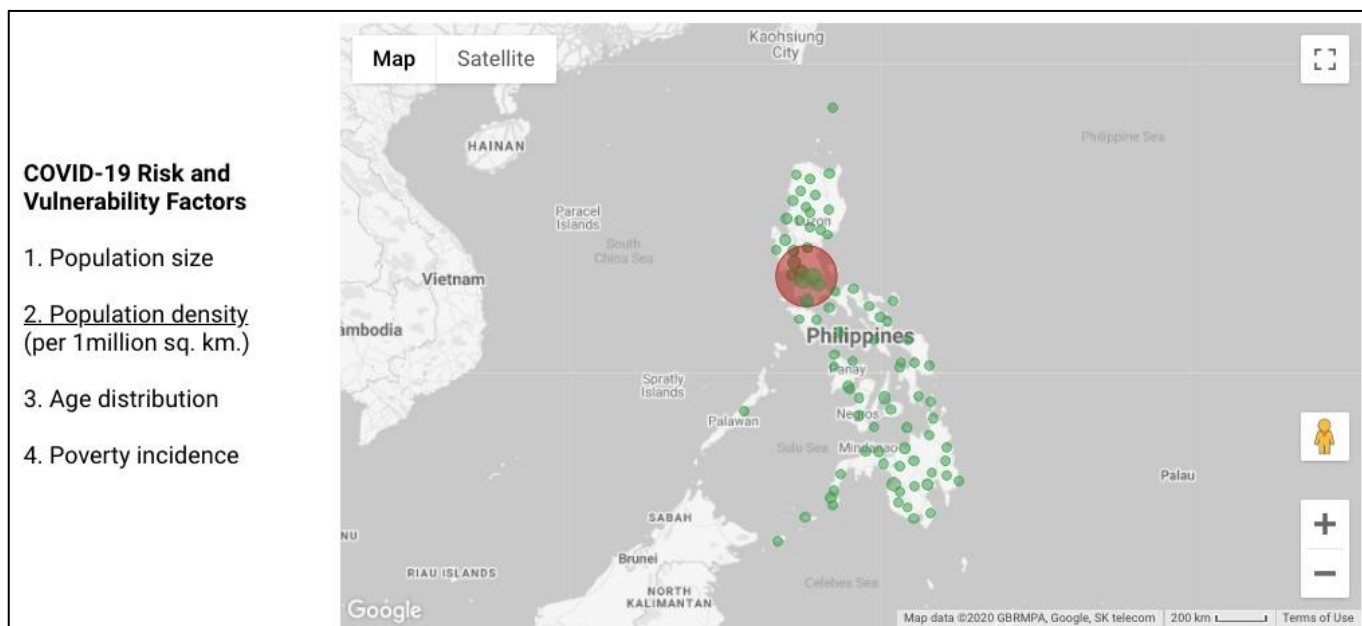 COVID-19 Risk and
Vulnerability Factors
1. Population size
2. Population density
(per 1million sq. km.)
3. Age distribution
4. Poverty incidence
Map
Satellite
Kaohsiung
City
Philippine Sea
HAINAN
Paracel
Islands
Luzon
South
China Sea
Vietnam
ambodia
Philippines
Spratly
Islands
Panay
Palawan
Negros
Sulu Sea
Mindanao
Palau
SABAH
NU
Brunei
RIAU ISLANDS
Celebes Sea
NORTH
KALIMANTAN
Google
Map data ©2020 GBRMPA, Google, SK telecom
200 km
Terms of Use